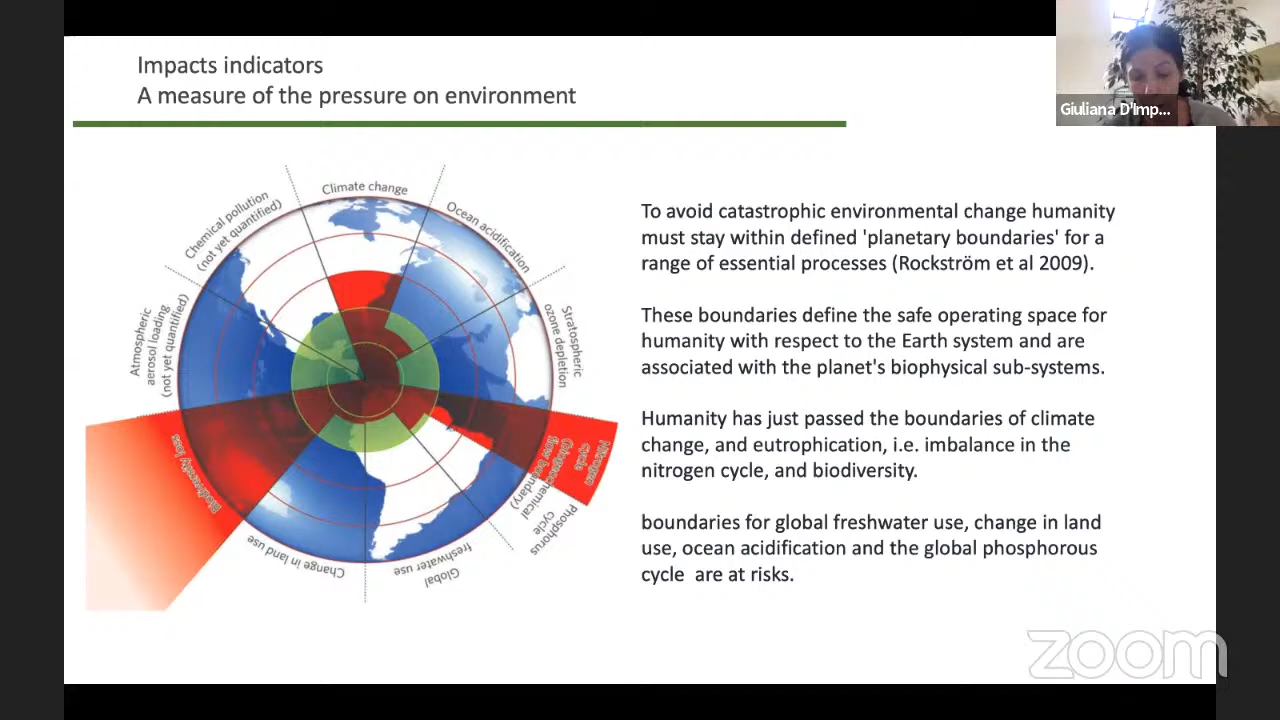 Impacts indicators
A measure of the pressure on environment
Giuliana D'Imp...
Climate change
Ocean acidification
Stratospheric
ozone depletion
Nitrogen
cycle
(biogeochemical
flow boundary)
Phosphorus
cycle
Global
freshwater use
Change in land use
Biodiversity loss
Atmospheric
aerosol loading
(not yet quantified)
Chemical pollution
(not yet quantified)
To avoid catastrophic environmental change humanity
must stay within defined 'planetary boundaries' for a
range of essential processes (Rockström et al 2009).
These boundaries define the safe operating space for
humanity with respect to the Earth system and are
associated with the planet's biophysical sub-systems.
Humanity has just passed the boundaries of climate
change, and eutrophication, i.e. imbalance in the
nitrogen cycle, and biodiversity.
boundaries for global freshwater use, change in land
use, ocean acidification and the global phosphorous
cycle are at risks.
zoom